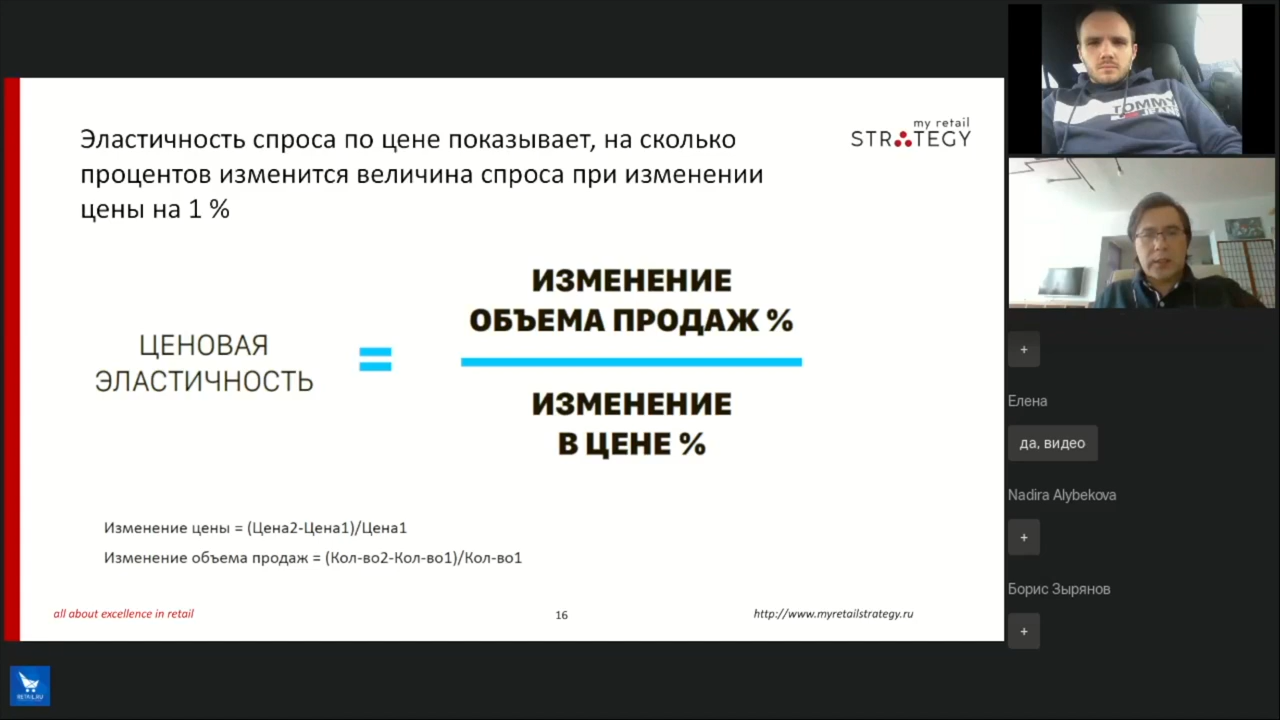 Эластичность спроса по цене показывает, на сколько
процентов изменится величина спроса при изменении
цены на 1 %
my retail
STRATEGY
ЦЕНОВАЯ
ЭЛАСТИЧНОСТЬ
=
ИЗМЕНЕНИЕ
ОБЪЕМА ПРОДАЖ %
ИЗМЕНЕНИЕ
В ЦЕНЕ %
Изменение цены = (Цена2-Цена1)/Цена1
Изменение объема продаж = (Кол-во2-Кол-во1)/Кол-во1
all about excellence in retail
16
http://www.myretailstrategy.ru
RETAIL.RU
TOMMY
+
Елена
да, видео
Nadira Alybekova
+
Борис Зырянов
+